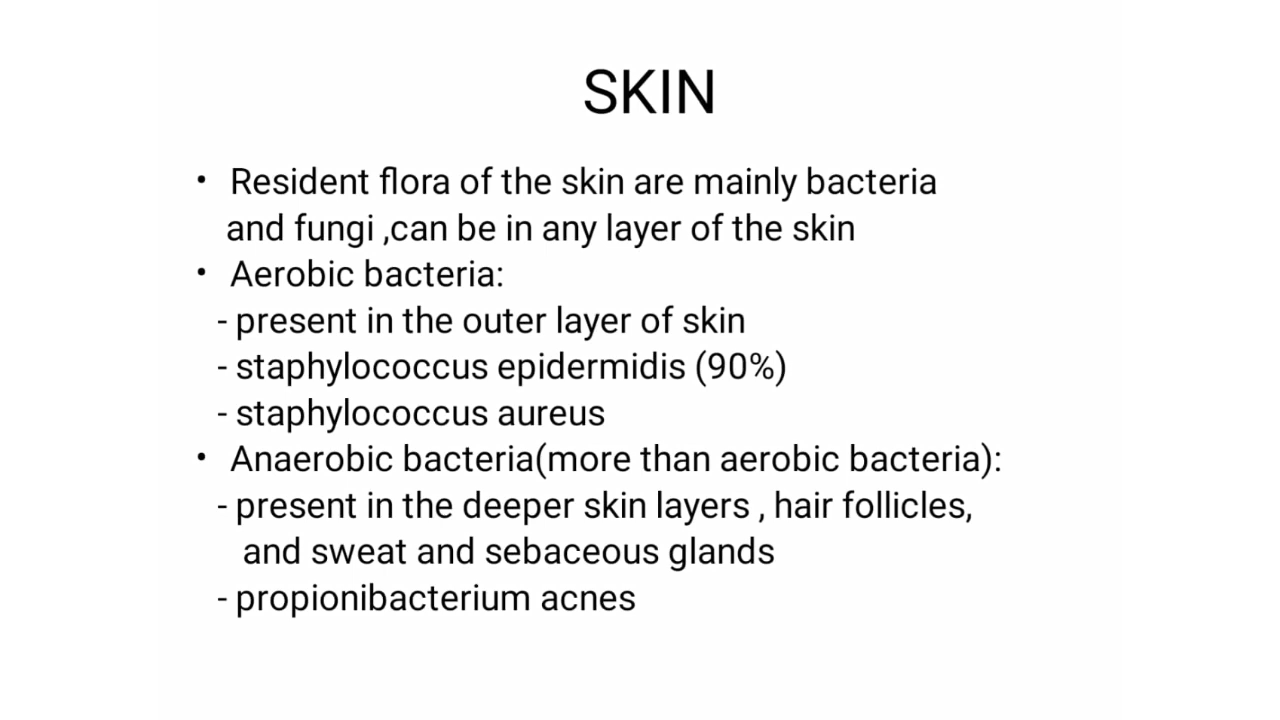 SKIN
• Resident flora of the skin are mainly bacteria
and fungi ,can be in any layer of the skin
• Aerobic bacteria:
- present in the outer layer of skin
- staphylococcus epidermidis (90%)
- staphylococcus aureus
• Anaerobic bacteria(more than aerobic bacteria):
- present in the deeper skin layers , hair follicles,
and sweat and sebaceous glands
- propionibacterium acnes